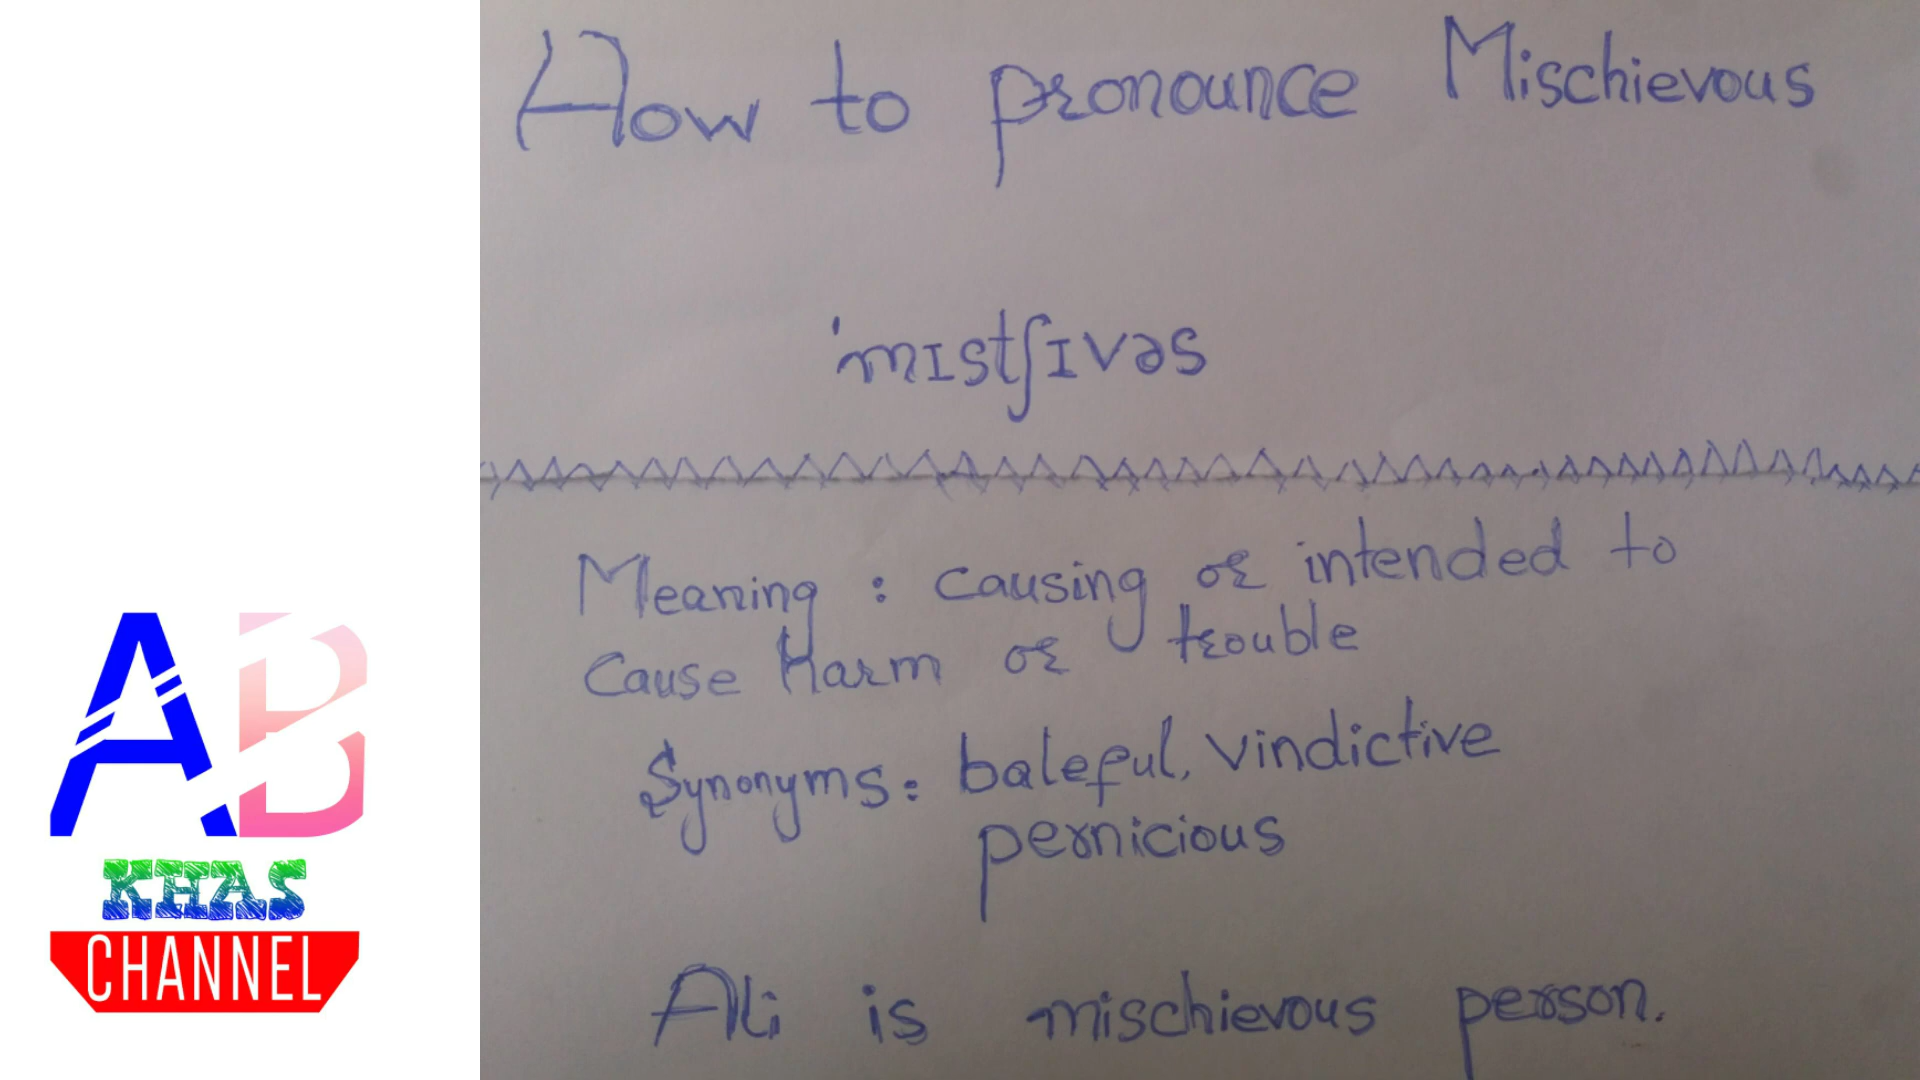 How to pronounce Mischievous
'mɪstʃɪvəs
Meaning : causing or intended to
cause harm or trouble
Synonyms: baleful, vindictive
pernicious
Ali is mischievous person.
AB
KHAS
CHANNEL